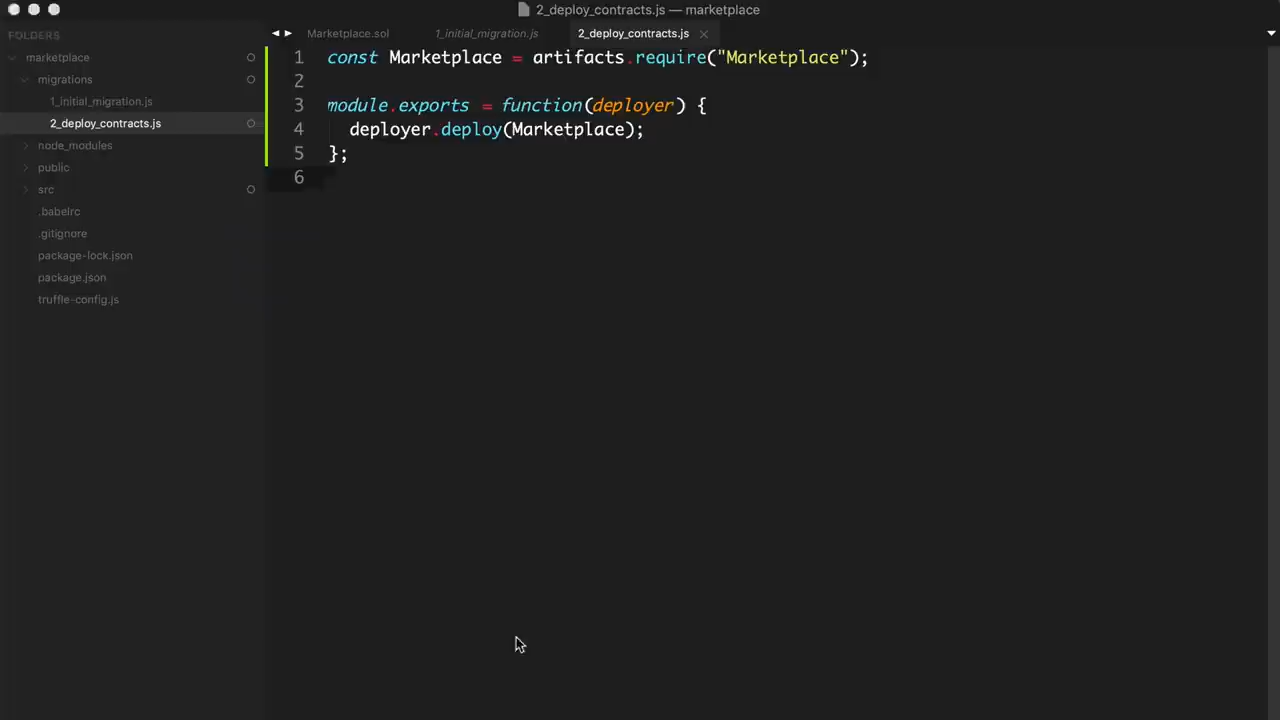 2_deploy_contracts.js — marketplace
FOLDERS
marketplace
migrations
1_initial_migration.js
2_deploy_contracts.js
node_modules
public
src
.babelrc
.gitignore
package-lock.json
package.json
truffle-config.js
Marketplace.sol 1_initial_migration.js 2_deploy_contracts.js
1 const Marketplace = artifacts.require("Marketplace");
2
3 module.exports = function(deployer) {
4 deployer.deploy(Marketplace);
5 };
6